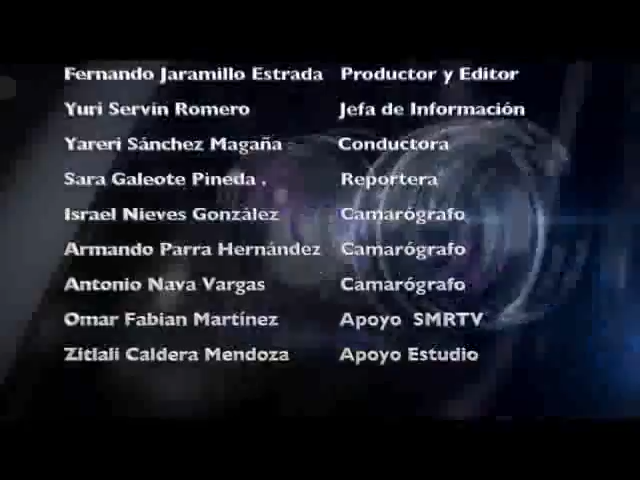 Fernando Jaramillo Estrada Productor y Editor
Yuri Servín Romero Jefa de Información
Yareri Sánchez Magaña Conductora
Sara Galeote Pineda . Reportera
Israel Nieves González Camarógrafo
Armando Parra Hernández Camarógrafo
Antonio Nava Vargas Camarógrafo
Omar Fabian Martínez Apoyo SMRTV
Zitlali Caldera Mendoza Apoyo Estudio